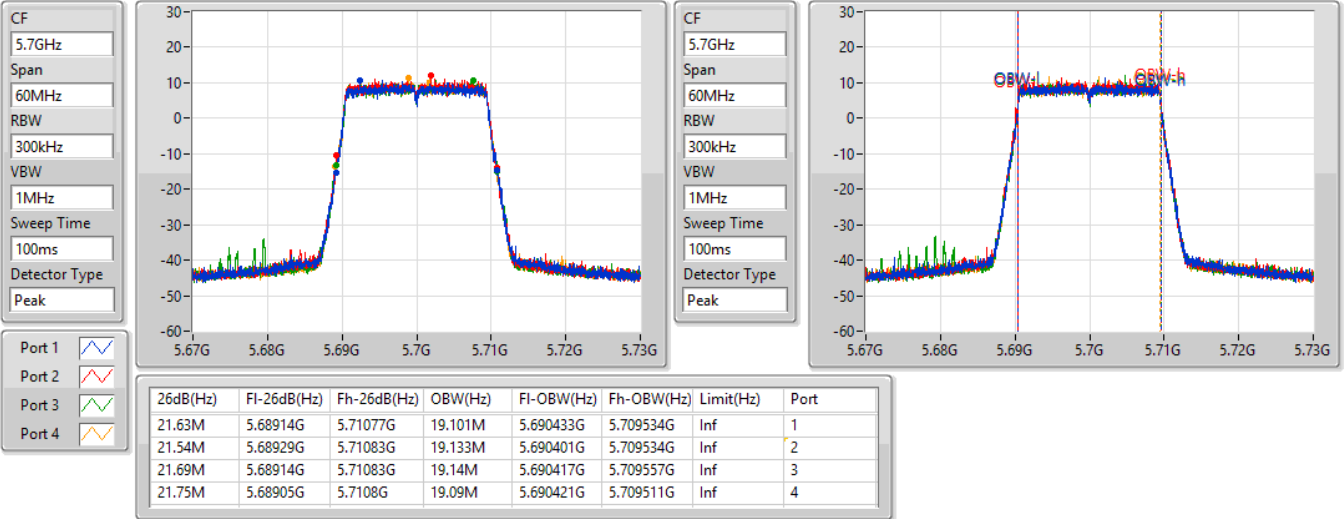 CF
5.7GHz
Span
60MHz
RBW
300kHz
VBW
1MHz
Sweep Time
100ms
Detector Type
Peak
30
20
10
0
-10
-20
-30
-40
-50
-60
5.67G 5.68G 5.69G 5.7G 5.71G 5.72G 5.73G
CF
5.7GHz
Span
60MHz
RBW
300kHz
VBW
1MHz
Sweep Time
100ms
Detector Type
Peak
30
20
10
0
-10
-20
-30
-40
-50
-60
OBW-l OBW-h
5.67G 5.68G 5.69G 5.7G 5.71G 5.72G 5.73G
Port 1
Port 2
Port 3
Port 4
26dB(Hz) Fl-26dB(Hz) Fh-26dB(Hz) OBW(Hz) Fl-OBW(Hz) Fh-OBW(Hz) Limit(Hz) Port
21.63M 5.68914G 5.71077G 19.101M 5.690433G 5.709534G Inf 1
21.54M 5.68929G 5.71083G 19.133M 5.690401G 5.709534G Inf 2
21.69M 5.68914G 5.71083G 19.14M 5.690417G 5.709557G Inf 3
21.75M 5.68905G 5.7108G 19.09M 5.690421G 5.709511G Inf 4